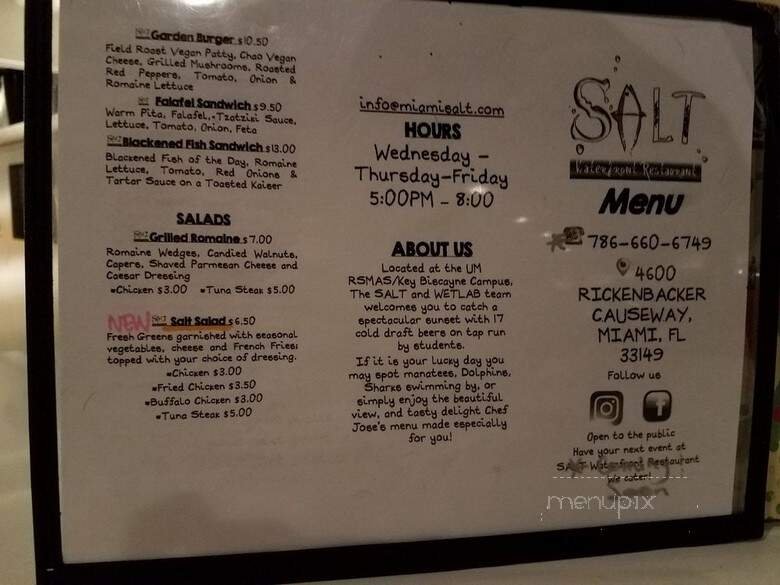 Garden Burger $10.50
Field Roast Vegan Patty, Chao Vegan
Cheese, Grilled Mushrooms, Roasted
Red Peppers, Tomato, Onion &
Romaine Lettuce
Falafel Sandwich $9.50
Warm Pita, Falafel, Tzatziki Sauce,
Lettuce, Tomato, Onion, Feta
Blackened Fish Sandwich $13.00
Blackened Fish of the Day, Romaine
Lettuce, Tomato, Red Onions &
Tartar Sauce on a Toasted Kaiser
SALADS
Grilled Romaine $7.00
Romaine Wedges, Candied Walnuts,
Capers, Shaved Parmesan Cheese and
Caesar Dressing
Chicken $3.00 Tuna Steak $5.00
NEW Salt Salad $6.50
Fresh Greens garnished with seasonal
vegetables, cheese and French Fries
topped with your choice of dressing.
Chicken $3.00
Fried Chicken $3.50
Buffalo Chicken $3.00
Tuna Steak $5.00
info@miamisalt.com
HOURS
Wednesday -
Thursday-Friday
5:00PM - 8:00
ABOUT US
Located at the UM
RSMAS/Key Biscayne Campus,
The SALT and WETLAB team
welcomes you to catch a
spectacular sunset with 17
cold draft beers on tap run
by students.
If it is your lucky day you
may spot manatees, Dolphins,
Sharks swimming by, or
simply enjoy the beautiful
view, and tasty delight Chef
Jose's menu made especially
for you!
SALT
Waterfront Restaurant
Menu
786-660-6749
4600
RICKENBACKER
CAUSEWAY,
MIAMI, FL
33149
Follow us
Open to the public
Have your next event at
SALT Waterfront Restaurant
We cater!
menupix